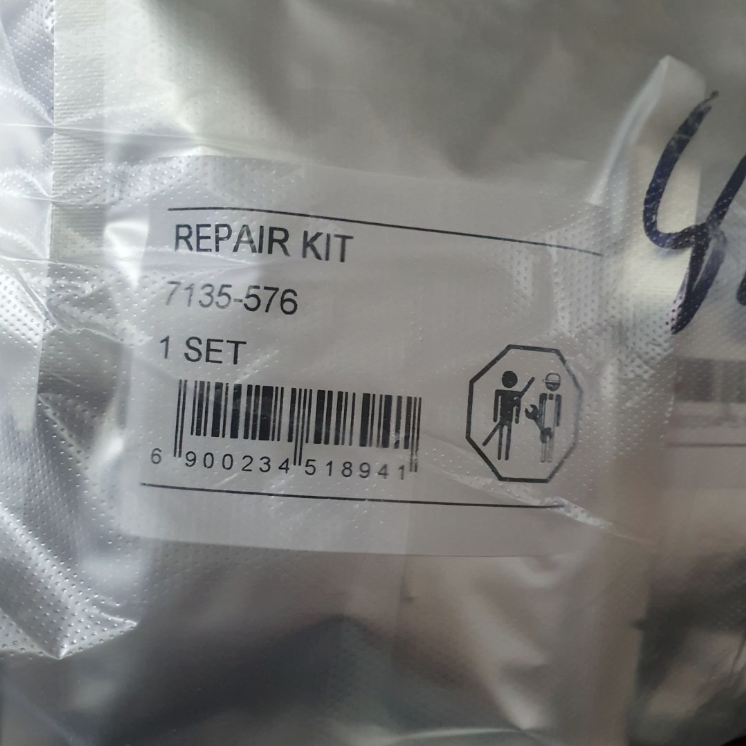 REPAIR KIT
7135-576
1 SET
6 900234 518941